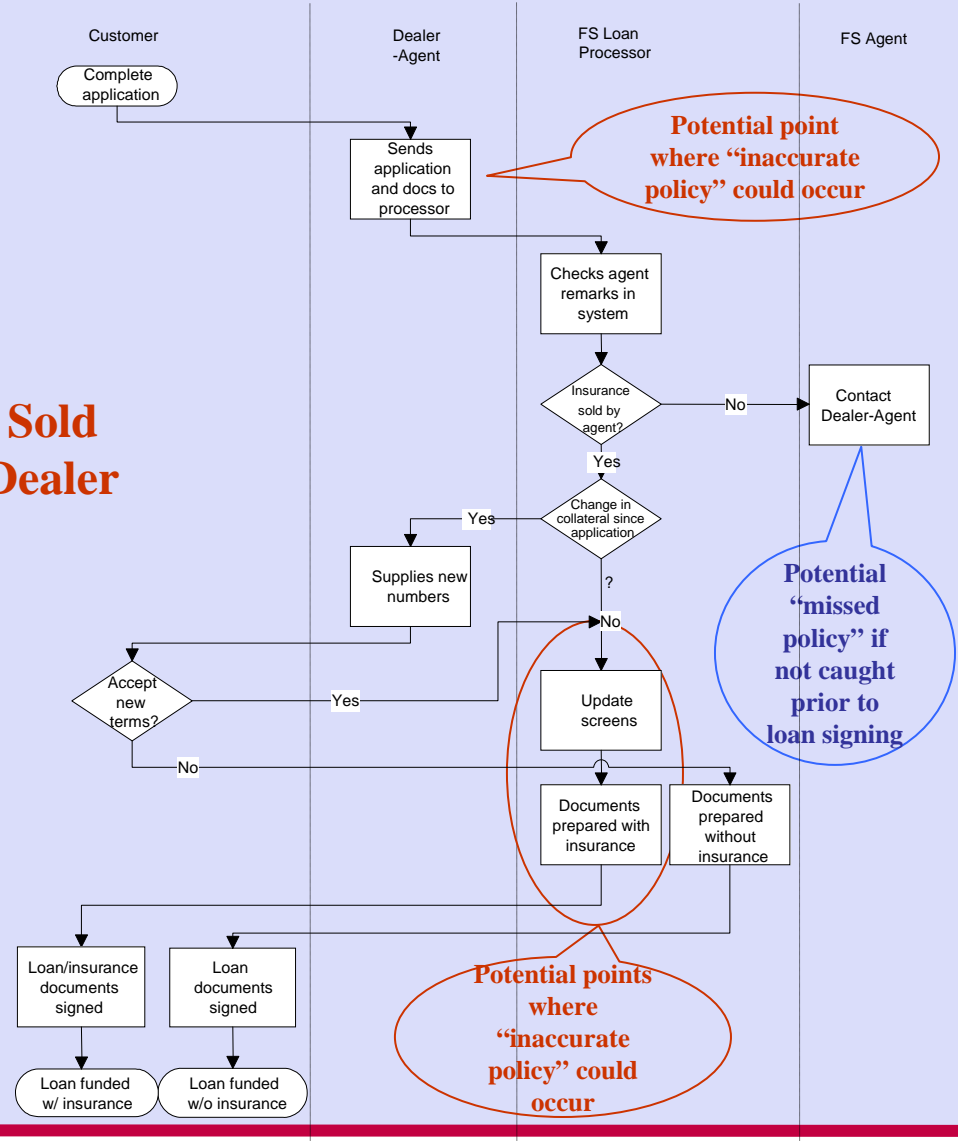 Customer
Dealer
-Agent
FS Loan
Processor
FS Agent
Complete
application
Sends
application
and docs to
processor
Potential point
where “inaccurate
policy” could occur
Checks agent
remarks in
system
Insurance
sold by
agent?
No
Contact
Dealer-Agent
Sold
Dealer
Yes
Change in
collateral since
application
Yes
Supplies new
numbers
?
No
Potential
“missed
policy” if
not caught
prior to
loan signing
Accept
new
terms?
Yes
Update
screens
No
Documents
prepared with
insurance
Documents
prepared
without
insurance
Loan/insurance
documents
signed
Loan
documents
signed
Potential points
where
“inaccurate
policy” could
occur
Loan funded
w/ insurance
Loan funded
w/o insurance